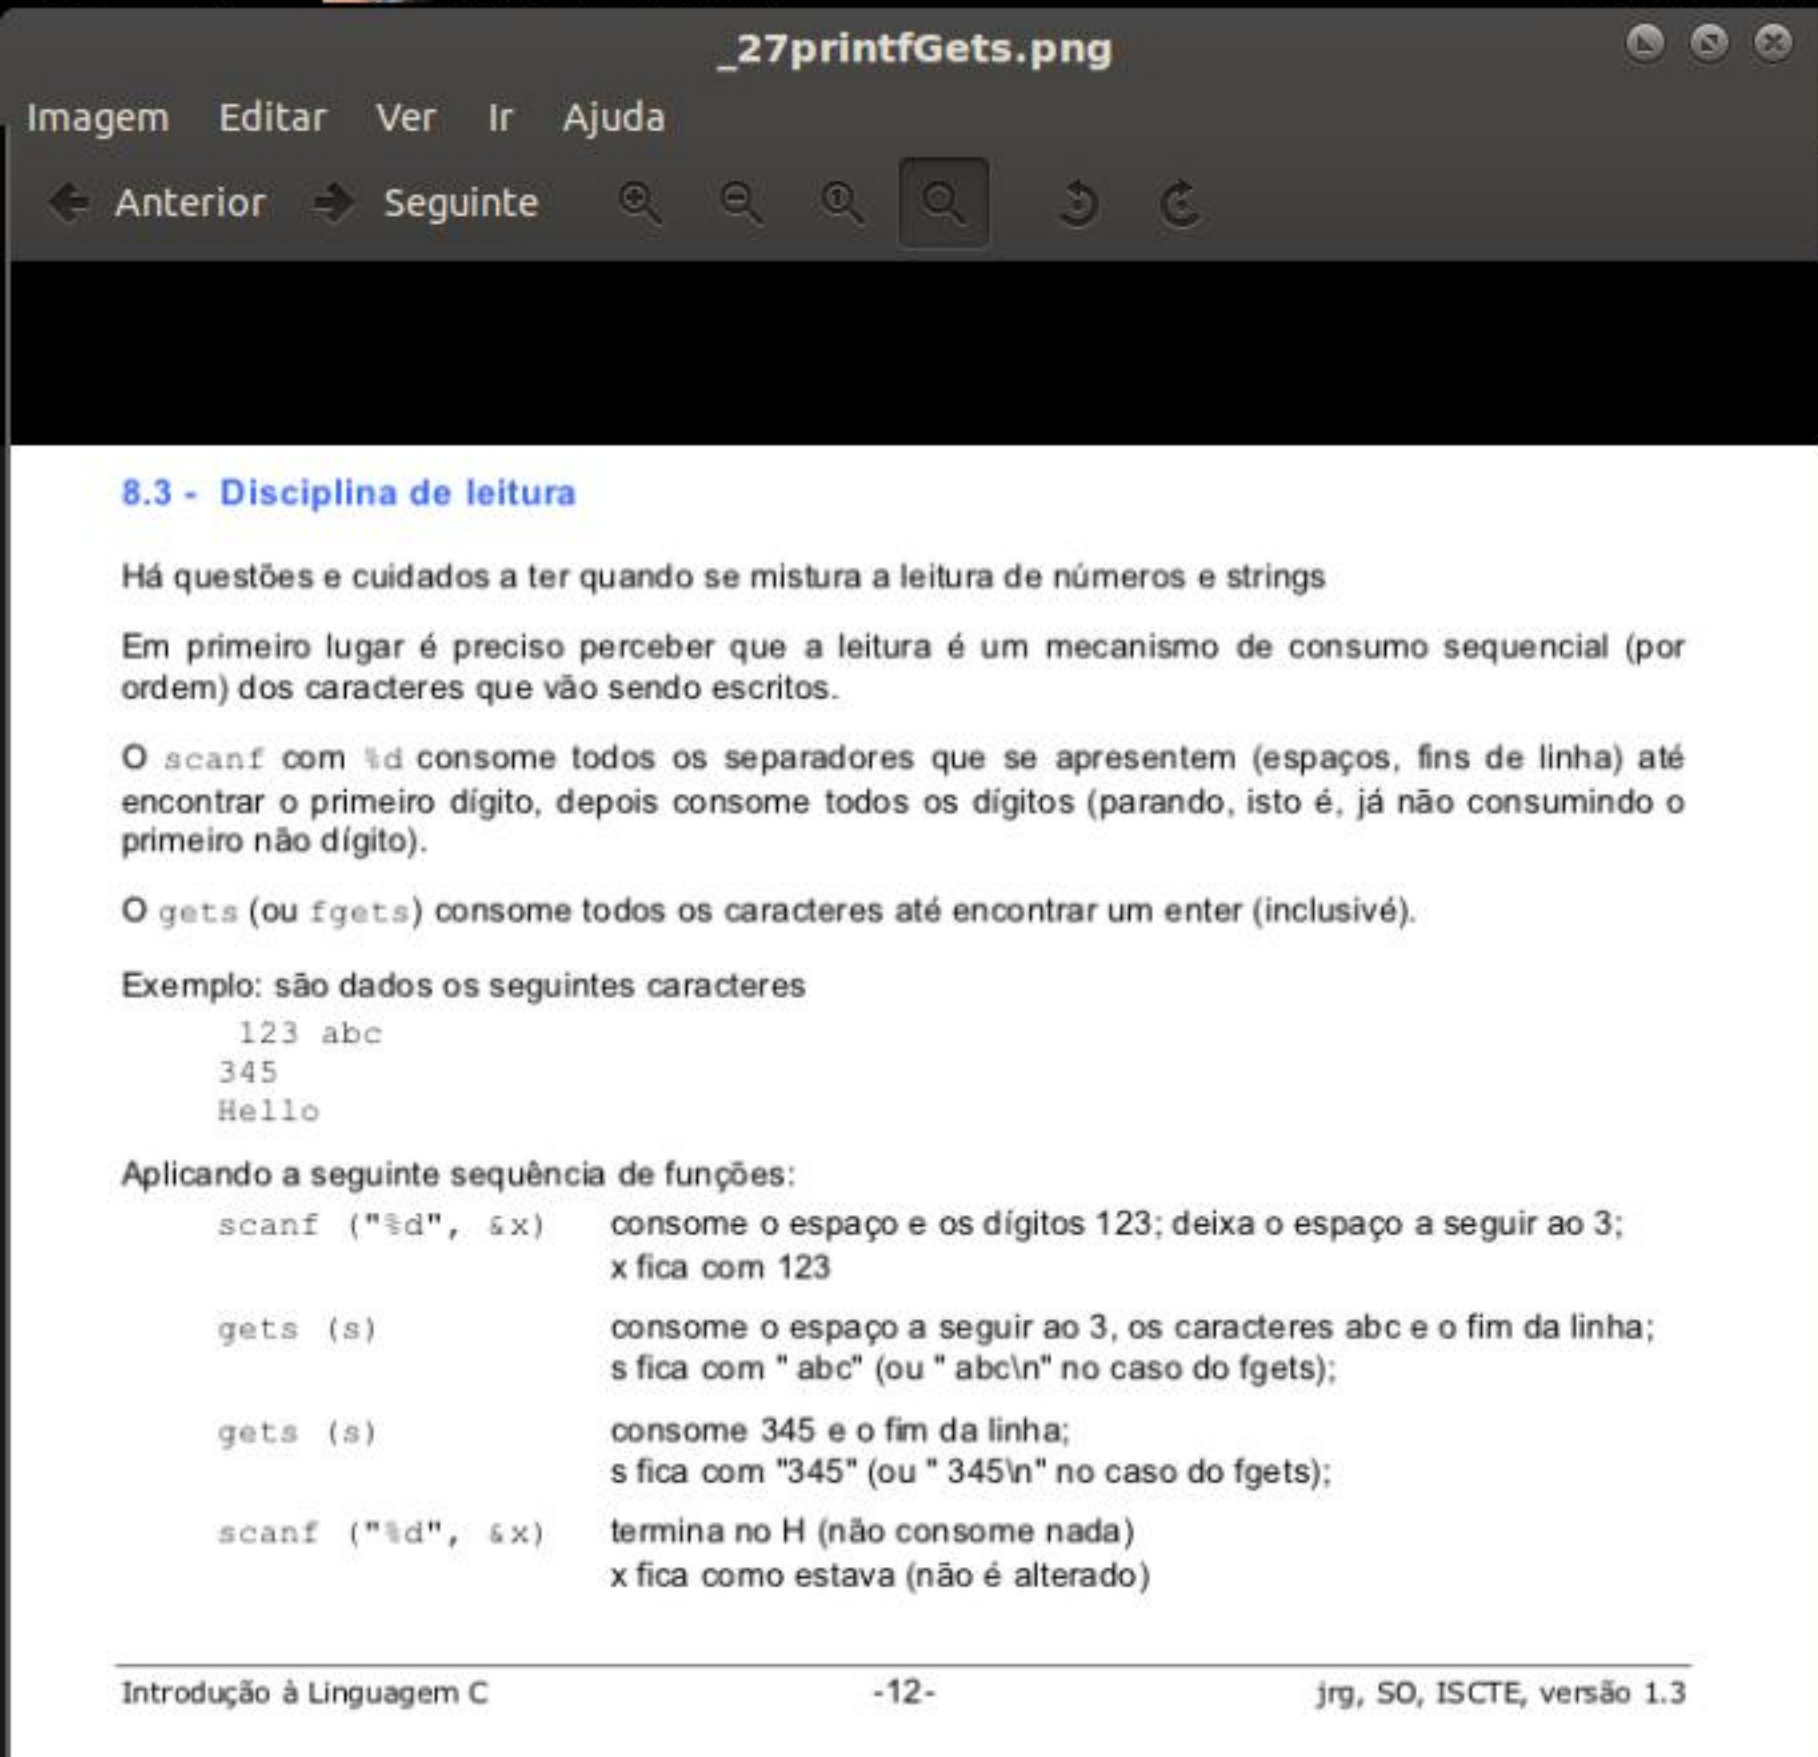 _27printfGets.png
Imagem Editar Ver Ir Ajuda
Anterior Seguinte
8.3 - Disciplina de leitura
Há questões e cuidados a ter quando se mistura a leitura de números e strings
Em primeiro lugar é preciso perceber que a leitura é um mecanismo de consumo sequencial (por
ordem) dos caracteres que vão sendo escritos.
O scanf com %d consome todos os separadores que se apresentem (espaços, fins de linha) até
encontrar o primeiro dígito, depois consome todos os dígitos (parando, isto é, já não consumindo o
primeiro não dígito).
O gets (ou fgets) consome todos os caracteres até encontrar um enter (inclusivé).
Exemplo: são dados os seguintes caracteres
123 abc
345
Hello
Aplicando a seguinte sequência de funções:
scanf ("%d", &x) consome o espaço e os dígitos 123; deixa o espaço a seguir ao 3;
x fica com 123
gets (s) consome o espaço a seguir ao 3, os caracteres abc e o fim da linha;
s fica com " abc" (ou " abc\n" no caso do fgets);
gets (s) consome 345 e o fim da linha;
s fica com "345" (ou " 345\n" no caso do fgets);
scanf ("%d", &x) termina no H (não consome nada)
x fica como estava (não é alterado)
Introdução à Linguagem C -12- jrg, SO, ISCTE, versão 1.3